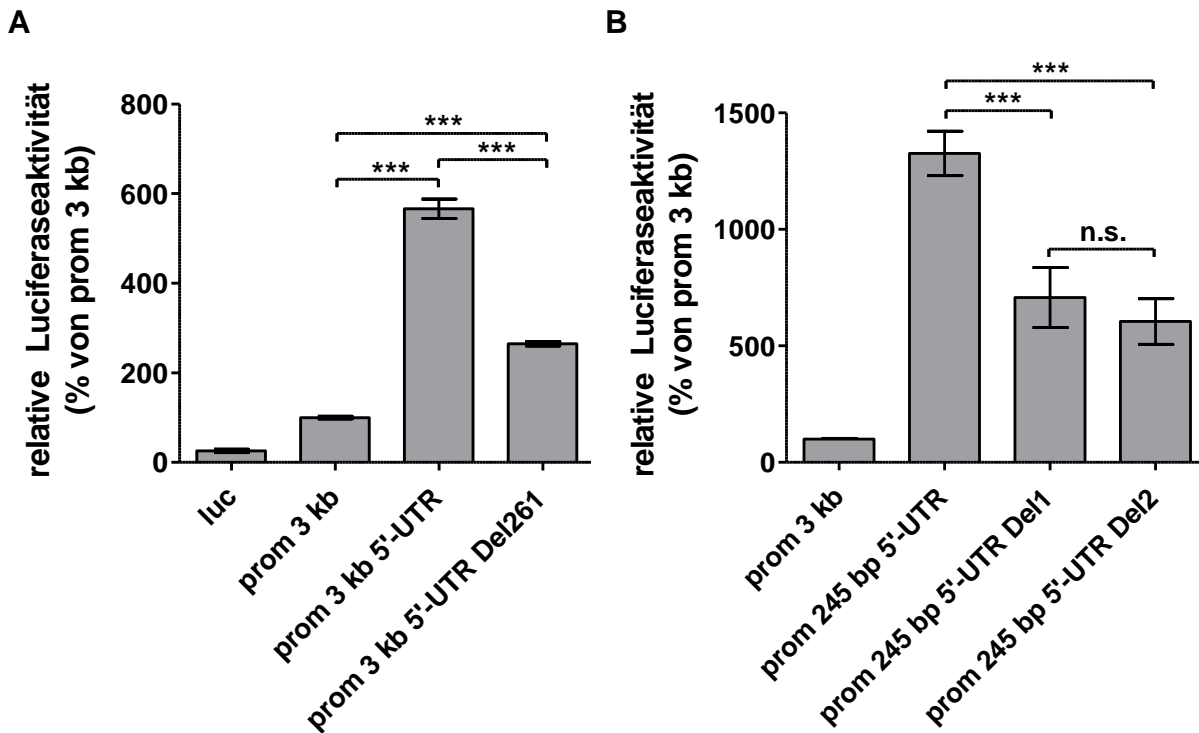 A
relative Luciferaseaktivität
(% von prom 3 kb)
800
600
400
200
0
***
***
***
luc
prom 3 kb
prom 3 kb 5'-UTR
prom 3 kb 5'-UTR Del261
B
relative Luciferaseaktivität
(% von prom 3 kb)
1500
1000
500
0
***
***
n.s.
prom 3 kb
prom 245 bp 5'-UTR
prom 245 bp 5'-UTR Del1
prom 245 bp 5'-UTR Del2